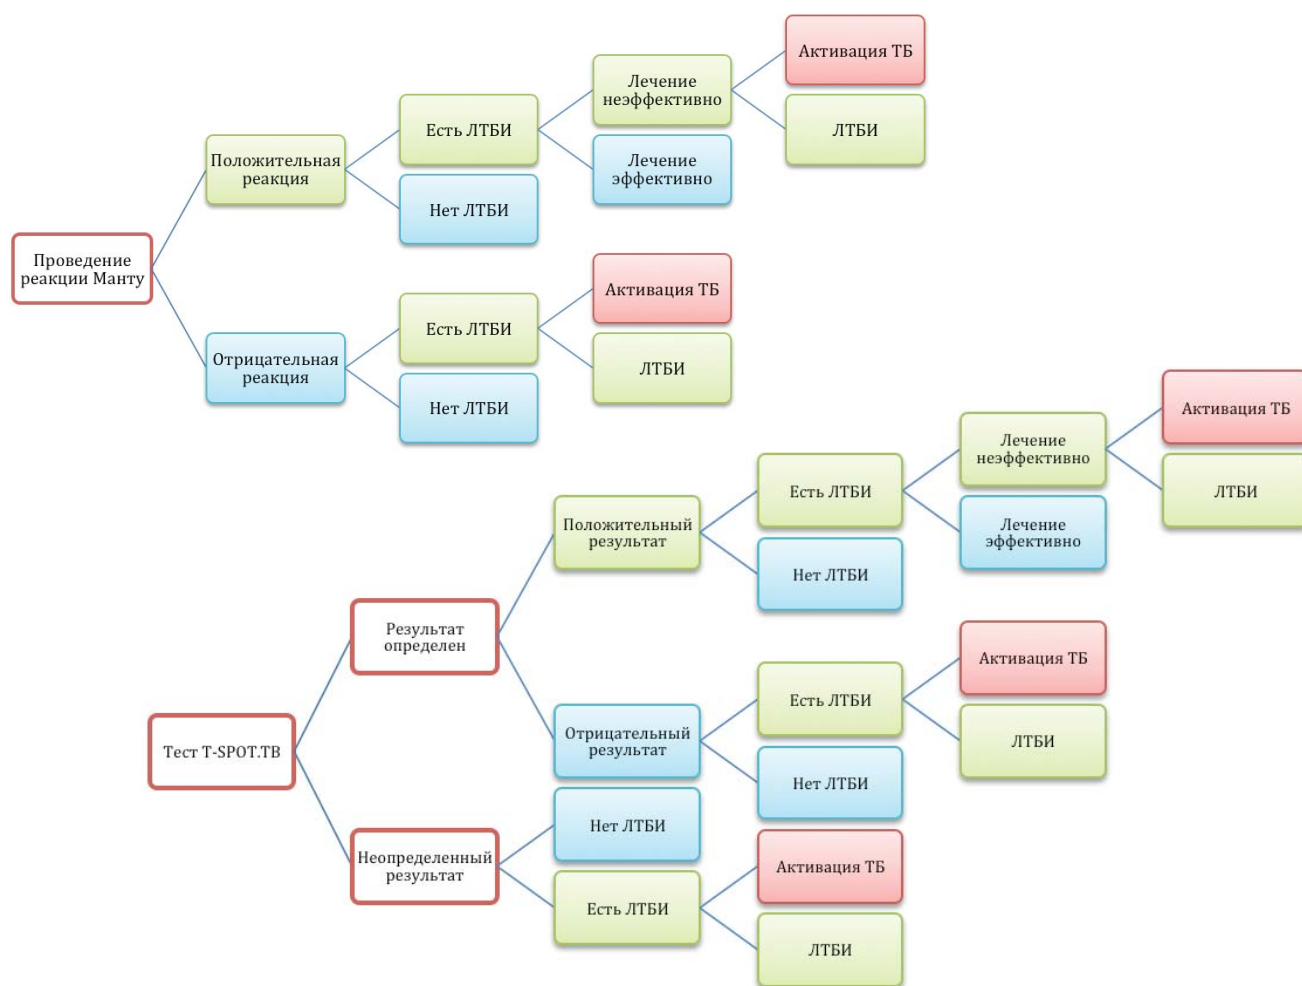 Активация ТБ
Лечение
неэффективно
ЛТБИ
Есть ЛТБИ
Положительная
реакция
Лечение
эффективно
Нет ЛТБИ
Проведение
реакции Манту
Активация ТБ
Есть ЛТБИ
Отрицательная
реакция
ЛТБИ
Нет ЛТБИ
Активация ТБ
Лечение
неэффективно
Есть ЛТБИ
ЛТБИ
Положительный
результат
Лечение
эффективно
Нет ЛТБИ
Результат
определен
Активация ТБ
Есть ЛТБИ
Отрицательный
результат
ЛТБИ
Тест T-SPOT.TB
Нет ЛТБИ
Нет ЛТБИ
Неопределенный
результат
Активация ТБ
Есть ЛТБИ
ЛТБИ